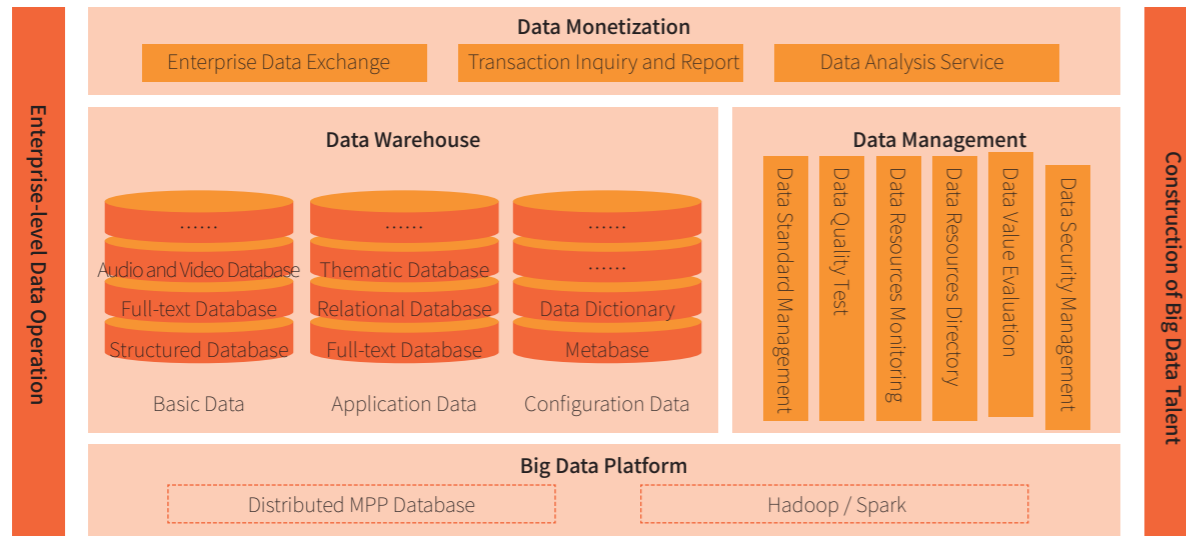 Enterprise-level Data Operation
Data Monetization
Enterprise Data Exchange
Transaction Inquiry and Report
Data Analysis Service
Data Warehouse
......
Audio and Video Database
Full-text Database
Structured Database
Basic Data
......
Thematic Database
Relational Database
Full-text Database
Application Data
......
......
Data Dictionary
Metabase
Configuration Data
Data Management
Data Standard Management
Data Quality Test
Data Resources Monitoring
Data Resources Directory
Data Value Evaluation
Data Security Management
Big Data Platform
Distributed MPP Database
Hadoop / Spark
Construction of Big Data Talent